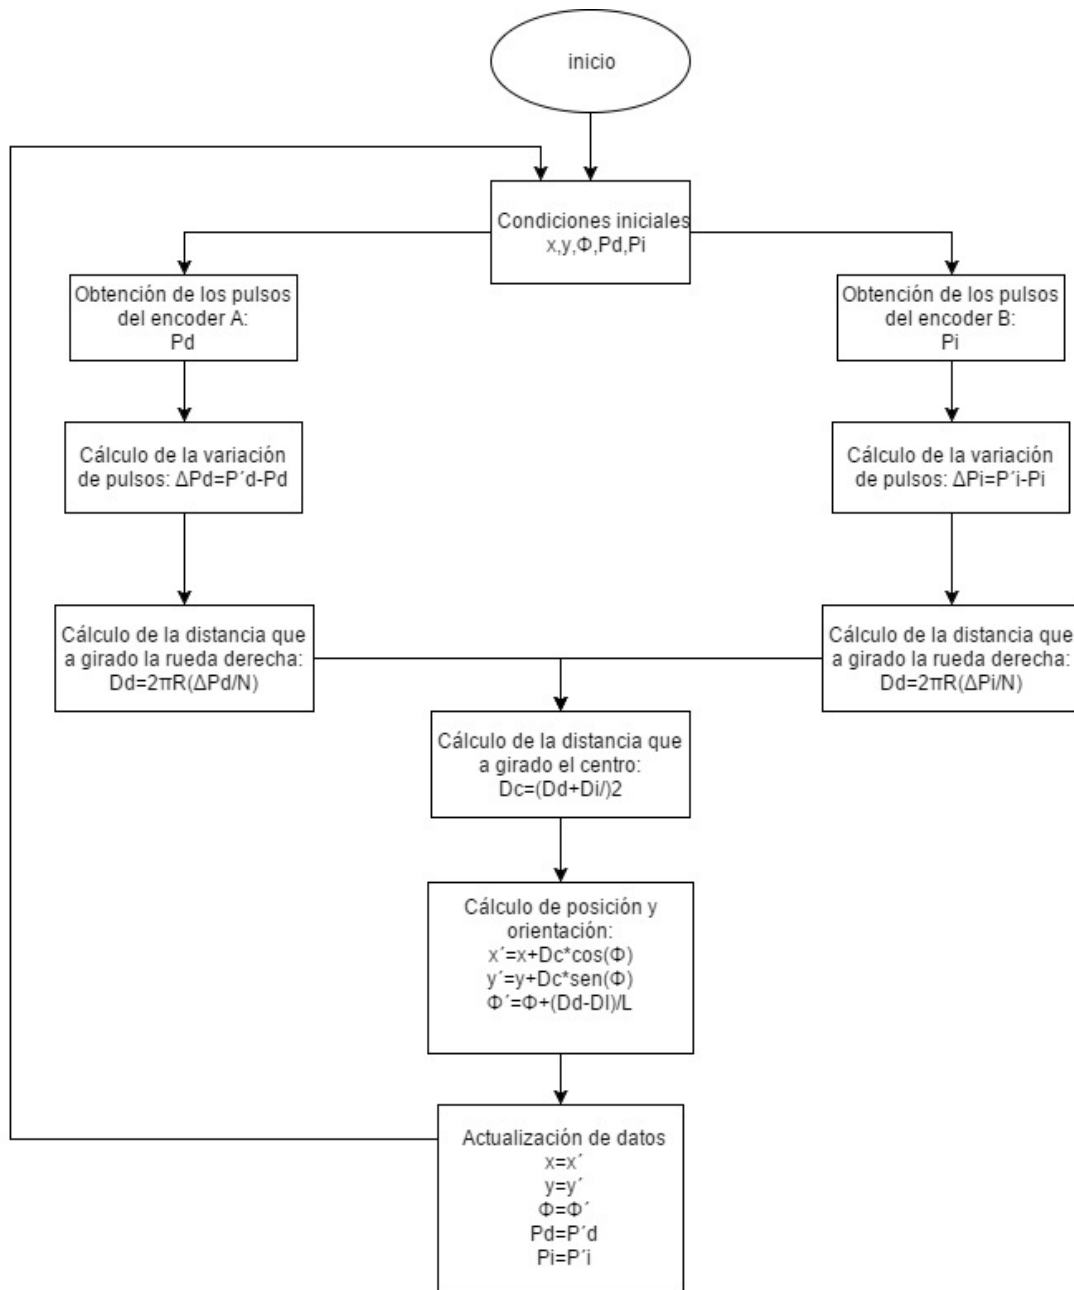 inicio
Condiciones iniciales
x,y,Φ,Pd,Pi
Obtención de los pulsos
del encoder A:
Pd
Obtención de los pulsos
del encoder B:
Pi
Cálculo de la variación
de pulsos: ΔPd=P´d-Pd
Cálculo de la variación
de pulsos: ΔPi=P´i-Pi
Cálculo de la distancia que
a girado la rueda derecha:
Dd=2πR(ΔPd/N)
Cálculo de la distancia que
a girado la rueda derecha:
Dd=2πR(ΔPi/N)
Cálculo de la distancia que
a girado el centro:
Dc=(Dd+Di/)2
Cálculo de posición y
orientación:
x´=x+Dc*cos(Φ)
y´=y+Dc*sen(Φ)
Φ´=Φ+(Dd-DI)/L
Actualización de datos
x=x´
y=y´
Φ=Φ´
Pd=P´d
Pi=P´i